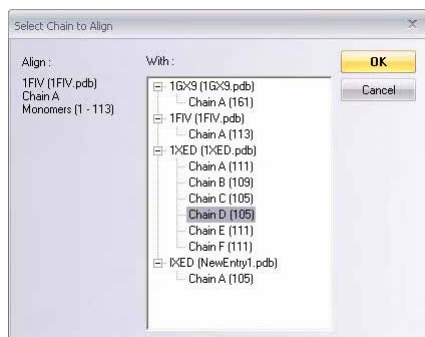 Select Chain to Align
Align :
1FIV (1FIV.pdb)
Chain A
Monomers (1 - 113)
With :
1GX9 (1GX9.pdb)
Chain A (161)
1FIV (1FIV.pdb)
Chain A (113)
1XED (1XED.pdb)
Chain A (111)
Chain B (109)
Chain C (105)
Chain D (105)
Chain E (111)
Chain F (111)
IXED (NewEntry1.pdb)
Chain A (105)
OK
Cancel